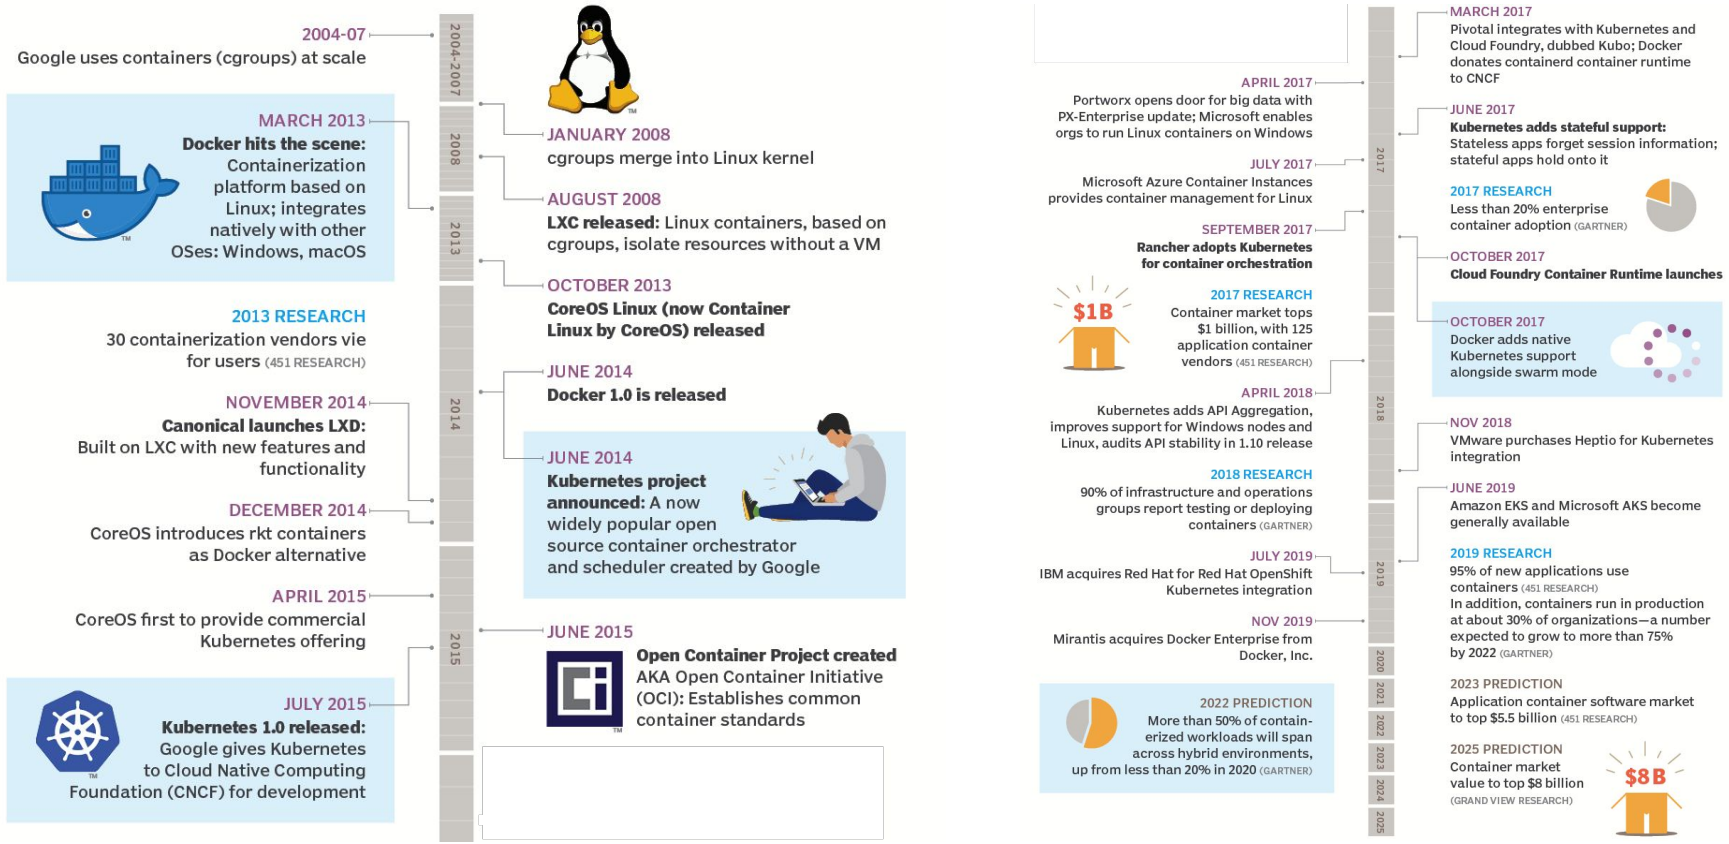 2004-07
Google uses containers (cgroups) at scale
MARCH 2013
Docker hits the scene:
Containerization
platform based on
Linux; integrates
natively with other
OSes: Windows, macOS
TM
2013 RESEARCH
30 containerization vendors vie
for users (451 RESEARCH)
NOVEMBER 2014
Canonical launches LXD:
Built on LXC with new features and
functionality
DECEMBER 2014
CoreOS introduces rkt containers
as Docker alternative
APRIL 2015
CoreOS first to provide commercial
Kubernetes offering
JULY 2015
Kubernetes 1.0 released:
Google gives Kubernetes
to Cloud Native Computing
Foundation (CNCF) for development
TM
2004-2007
2008
2013
2014
2015
TM
JANUARY 2008
cgroups merge into Linux kernel
AUGUST 2008
LXC released: Linux containers, based on
cgroups, isolate resources without a VM
OCTOBER 2013
CoreOS Linux (now Container
Linux by CoreOS) released
JUNE 2014
Docker 1.0 is released
JUNE 2014
Kubernetes project
announced: A now
widely popular open
source container orchestrator
and scheduler created by Google
JUNE 2015
Open Container Project created
AKA Open Container Initiative
(OCI): Establishes common
container standards
Ci
TM
APRIL 2017
Portworx opens door for big data with
PX-Enterprise update; Microsoft enables
orgs to run Linux containers on Windows
JULY 2017
Microsoft Azure Container Instances
provides container management for Linux
SEPTEMBER 2017
Rancher adopts Kubernetes
for container orchestration
$1B
2017 RESEARCH
Container market tops
$1 billion, with 125
application container
vendors (451 RESEARCH)
APRIL 2018
Kubernetes adds API Aggregation,
improves support for Windows nodes and
Linux, audits API stability in 1.10 release
2018 RESEARCH
90% of infrastructure and operations
groups report testing or deploying
containers (GARTNER)
JULY 2019
IBM acquires Red Hat for Red Hat OpenShift
Kubernetes integration
NOV 2019
Mirantis acquires Docker Enterprise from
Docker, Inc.
2022 PREDICTION
More than 50% of contain-
erized workloads will span
across hybrid environments,
up from less than 20% in 2020 (GARTNER)
2017
2018
2019
2020
2021
2022
2023
2024
2025
MARCH 2017
Pivotal integrates with Kubernetes and
Cloud Foundry, dubbed Kubo; Docker
donates containerd container runtime
to CNCF
JUNE 2017
Kubernetes adds stateful support:
Stateless apps forget session information;
stateful apps hold onto it
2017 RESEARCH
Less than 20% enterprise
container adoption (GARTNER)
OCTOBER 2017
Cloud Foundry Container Runtime launches
OCTOBER 2017
Docker adds native
Kubernetes support
alongside swarm mode
NOV 2018
VMware purchases Heptio for Kubernetes
integration
JUNE 2019
Amazon EKS and Microsoft AKS become
generally available
2019 RESEARCH
95% of new applications use
containers (451 RESEARCH)
In addition, containers run in production
at about 30% of organizations—a number
expected to grow to more than 75%
by 2022 (GARTNER)
2023 PREDICTION
Application container software market
to top $5.5 billion (451 RESEARCH)
2025 PREDICTION
Container market
value to top $8 billion
(GRAND VIEW RESEARCH)
$8B